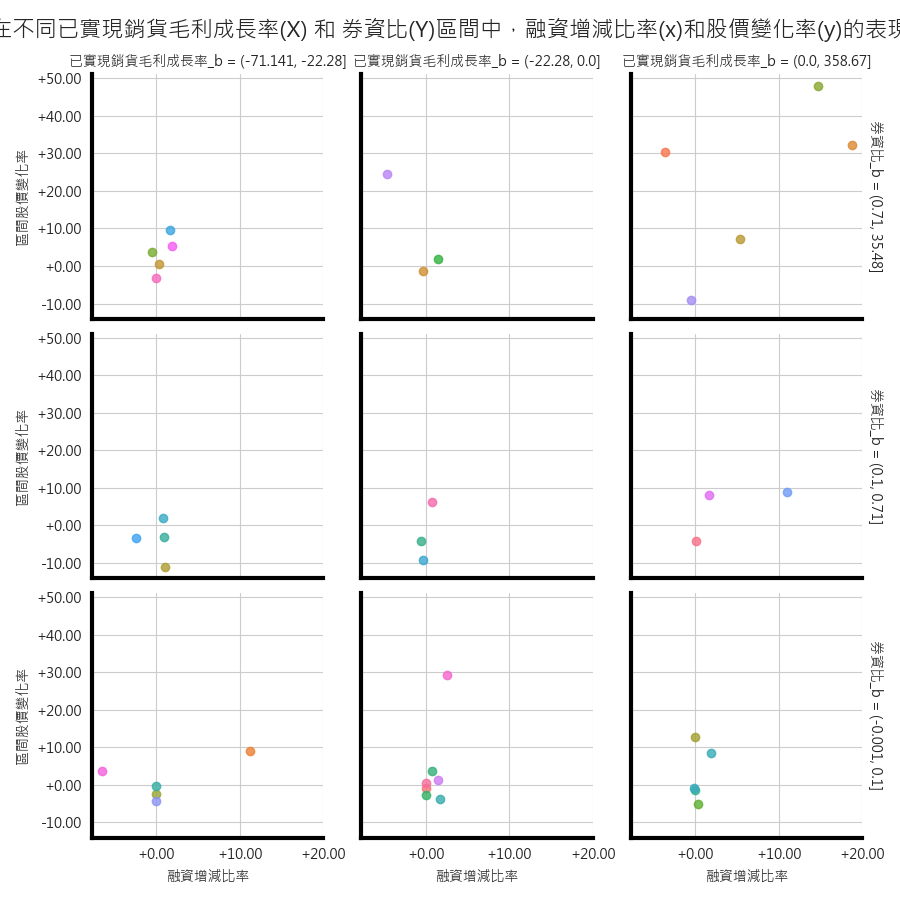 在不同已實現銷貨毛利成長率(X) 和 券資比(Y)區間中，融資增減比率(x)和股價變化率(y)的表現
已實現銷貨毛利成長率_b = (-71.141, -22.28]
已實現銷貨毛利成長率_b = (-22.28, 0.0]
已實現銷貨毛利成長率_b = (0.0, 358.67]
+50.00
+40.00
+30.00
+20.00
+10.00
+0.00
-10.00
區間股價變化率
券資比_b = (0.71, 35.48]
+50.00
+40.00
+30.00
+20.00
+10.00
+0.00
-10.00
區間股價變化率
券資比_b = (0.1, 0.71]
+50.00
+40.00
+30.00
+20.00
+10.00
+0.00
-10.00
區間股價變化率
券資比_b = (-0.001, 0.1]
+0.00 +10.00 +20.00
+0.00 +10.00 +20.00
+0.00 +10.00 +20.00
融資增減比率
融資增減比率
融資增減比率